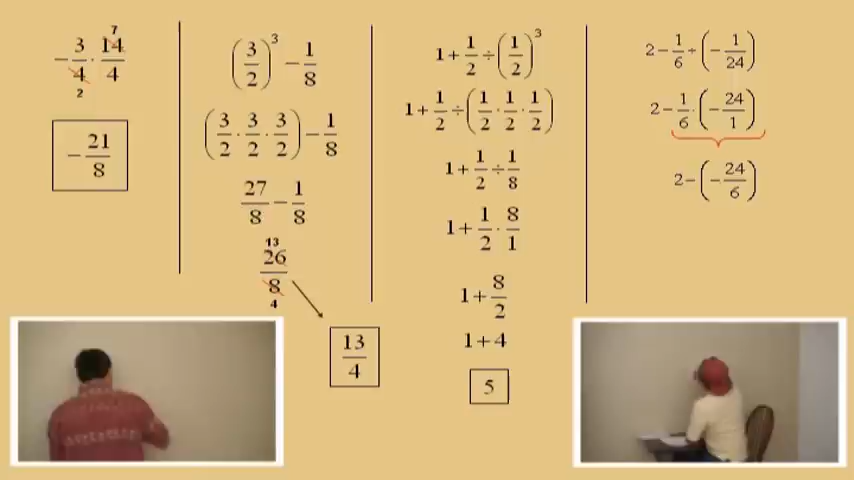 -3/4 · 14/4
7
2
-21/8
(3/2)^3 - 1/8
(3/2 · 3/2 · 3/2) - 1/8
27/8 - 1/8
13
26/8
4
13/4
1 + 1/2 ÷ (1/2)^3
1 + 1/2 ÷ (1/2 · 1/2 · 1/2)
1 + 1/2 ÷ 1/8
1 + 1/2 · 8/1
1 + 8/2
1 + 4
5
2 - 1/6 ÷ (-1/24)
2 - 1/6 · (-24/1)
2 - (-24/6)